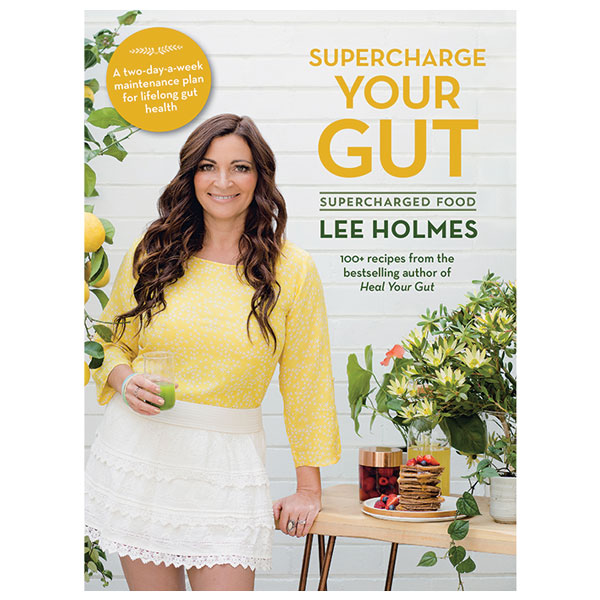 A two-day-a-week
maintenance plan
for lifelong gut
health
SUPERCHARGE
YOUR
GUT
SUPERCHARGED FOOD
LEE HOLMES
100+ recipes from the
bestselling author of
Heal Your Gut